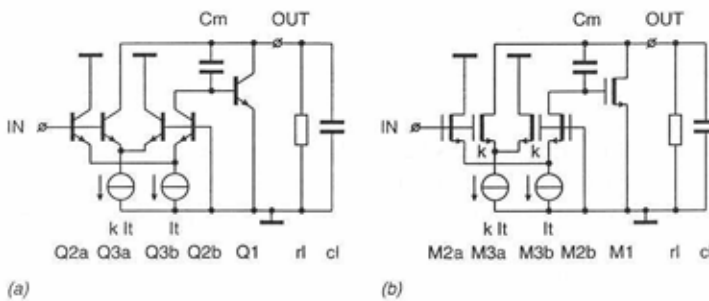 Cm OUT
IN
k It It
Q2a Q3a Q3b Q2b Q1 rl cl
(a)
Cm OUT
IN
k k
k It It
M2a M3a M3b M2b M1 rl c
(b)